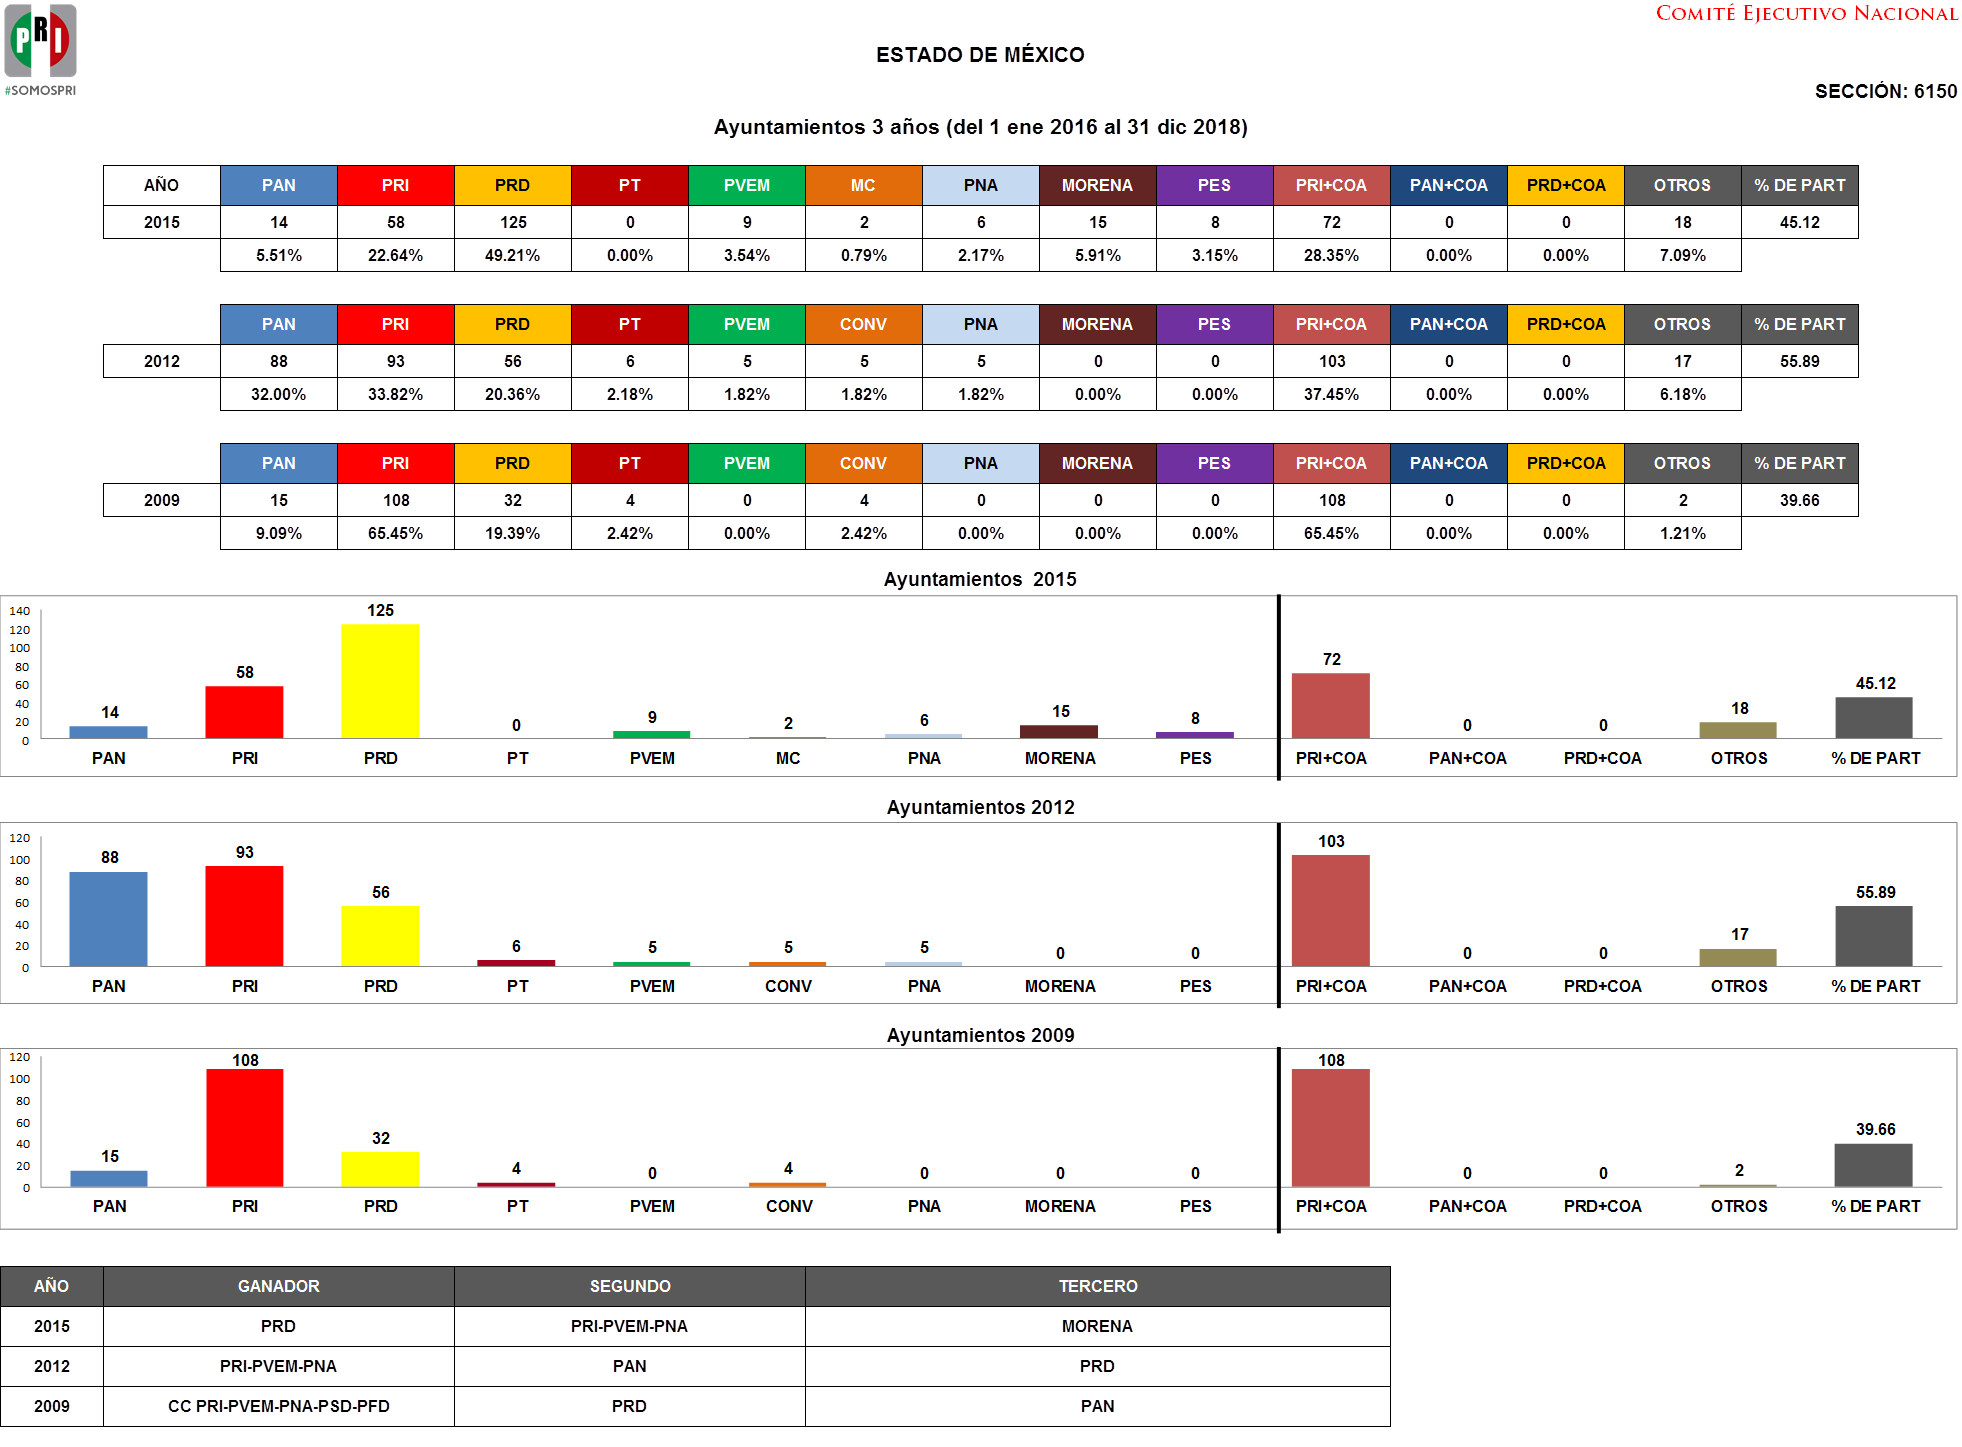 PRI
#SOMOSPRI
COMITÉ EJECUTIVO NACIONAL
ESTADO DE MÉXICO
SECCIÓN: 6150
Ayuntamientos 3 años (del 1 ene 2016 al 31 dic 2018)
AÑO PAN PRI PRD PT PVEM MC PNA MORENA PES PRI+COA PAN+COA PRD+COA OTROS % DE PART
2015 14 58 125 0 9 2 6 15 8 72 0 0 18 45.12
5.51% 22.64% 49.21% 0.00% 3.54% 0.79% 2.17% 5.91% 3.15% 28.35% 0.00% 0.00% 7.09%
PAN PRI PRD PT PVEM CONV PNA MORENA PES PRI+COA PAN+COA PRD+COA OTROS % DE PART
2012 88 93 56 6 5 5 5 0 0 103 0 0 17 55.89
32.00% 33.82% 20.36% 2.18% 1.82% 1.82% 1.82% 0.00% 0.00% 37.45% 0.00% 0.00% 6.18%
PAN PRI PRD PT PVEM CONV PNA MORENA PES PRI+COA PAN+COA PRD+COA OTROS % DE PART
2009 15 108 32 4 0 4 0 0 0 108 0 0 2 39.66
9.09% 65.45% 19.39% 2.42% 0.00% 2.42% 0.00% 0.00% 0.00% 65.45% 0.00% 0.00% 1.21%
Ayuntamientos 2015
140
120
100
80
60
40
20
0
14 58 125 0 9 2 6 15 8 72 0 0 18 45.12
PAN PRI PRD PT PVEM MC PNA MORENA PES PRI+COA PAN+COA PRD+COA OTROS % DE PART
Ayuntamientos 2012
120
100
80
60
40
20
0
88 93 56 6 5 5 5 0 0 103 0 0 17 55.89
PAN PRI PRD PT PVEM CONV PNA MORENA PES PRI+COA PAN+COA PRD+COA OTROS % DE PART
Ayuntamientos 2009
120
100
80
60
40
20
0
15 108 32 4 0 4 0 0 0 108 0 0 2 39.66
PAN PRI PRD PT PVEM CONV PNA MORENA PES PRI+COA PAN+COA PRD+COA OTROS % DE PART
AÑO GANADOR SEGUNDO TERCERO
2015 PRD PRI-PVEM-PNA MORENA
2012 PRI-PVEM-PNA PAN PRD
2009 CC PRI-PVEM-PNA-PSD-PFD PRD PAN